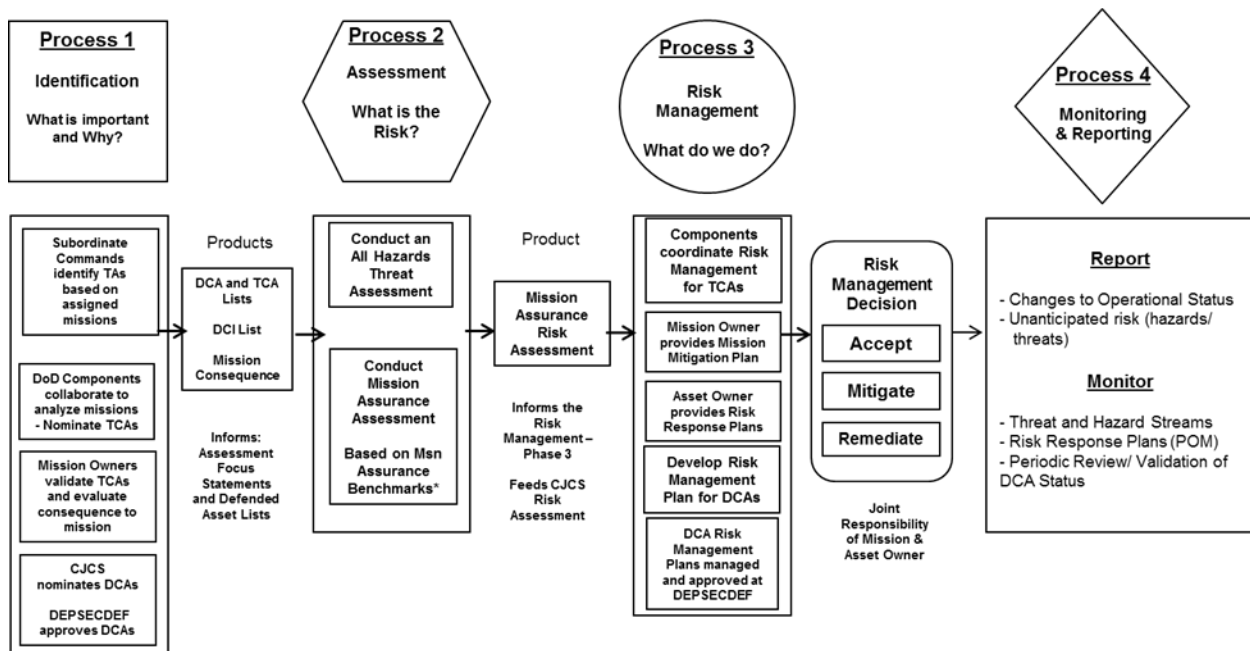 Process 1
Identification
What is important
and Why?
Process 2
Assessment
What is the
Risk?
Process 3
Risk
Management
What do we do?
Process 4
Monitoring
& Reporting
Subordinate
Commands
identify TAs
based on
assigned
missions
DoD Components
collaborate to
analyze missions
- Nominate TCAs
Mission Owners
validate TCAs
and evaluate
consequence to
mission
CJCS
nominates DCAs
DEPSECDEF
approves DCAs
Products
DCA and TCA
Lists
DCI List
Mission
Consequence
Informs:
Assessment
Focus
Statements
and Defended
Asset Lists
Conduct an
All Hazards
Threat
Assessment
Conduct
Mission
Assurance
Assessment
Based on Msn
Assurance
Benchmarks*
Product
Mission
Assurance
Risk
Assessment
Informs the
Risk
Management –
Phase 3
Feeds CJCS
Risk
Assessment
Components
coordinate Risk
Management
for TCAs
Mission Owner
provides Mission
Mitigation Plan
Asset Owner
provides Risk
Response Plans
Develop Risk
Management
Plan for DCAs
DCA Risk
Management
Plans managed
and approved at
DEPSECDEF
Risk
Management
Decision
Accept
Mitigate
Remediate
Joint
Responsibility
of Mission &
Asset Owner
Report
- Changes to Operational Status
- Unanticipated risk (hazards/
threats)
Monitor
- Threat and Hazard Streams
- Risk Response Plans (POM)
- Periodic Review/ Validation of
DCA Status